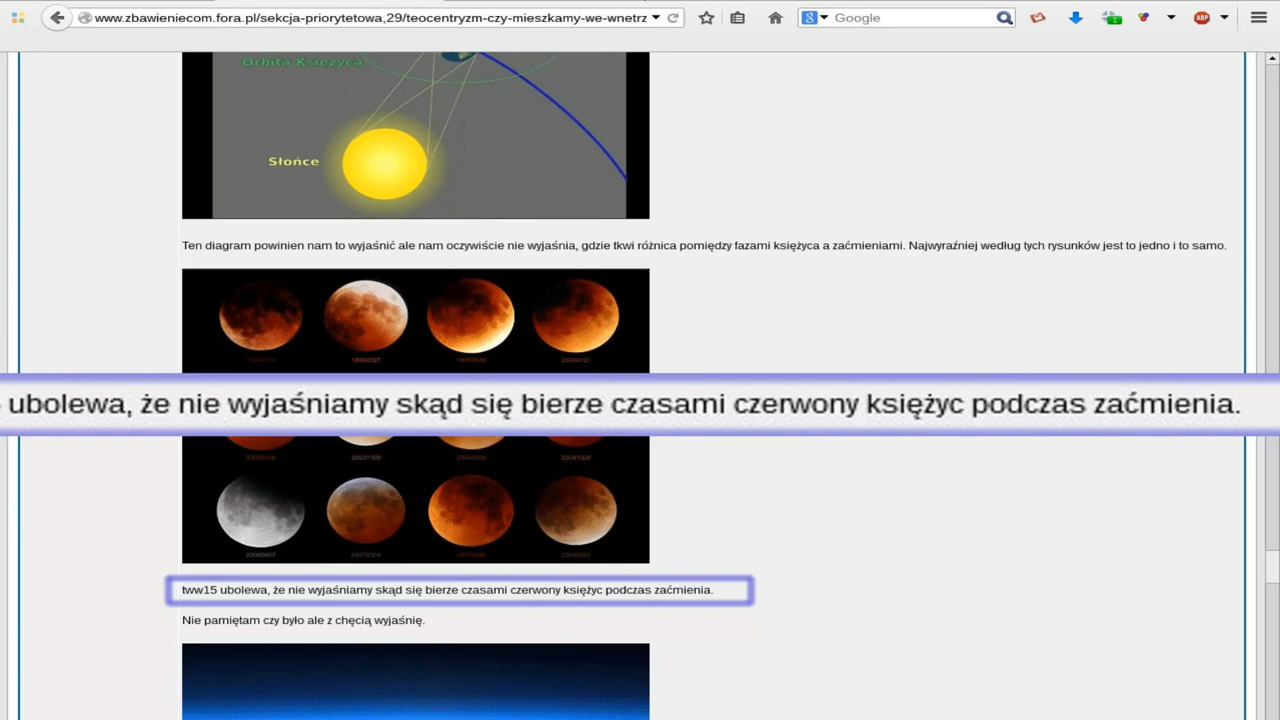 www.zbawieniecom.fora.pl/sekcja-priorytetowa,29/teocentryzm-czy-mieszkamy-we-wnetrz
Google
Orbita Księżyca
Słońce
Ten diagram powinien nam to wyjaśnić ale nam oczywiście nie wyjaśnia, gdzie tkwi różnica pomiędzy fazami księżyca a zaćmieniami. Najwyraźniej według tych rysunków jest to jedno i to samo.
ubolewa, że nie wyjaśniamy skąd się bierze czasami czerwony księżyc podczas zaćmienia.
tww15 ubolewa, że nie wyjaśniamy skąd się bierze czasami czerwony księżyc podczas zaćmienia.
Nie pamiętam czy było ale z chęcią wyjaśnię.